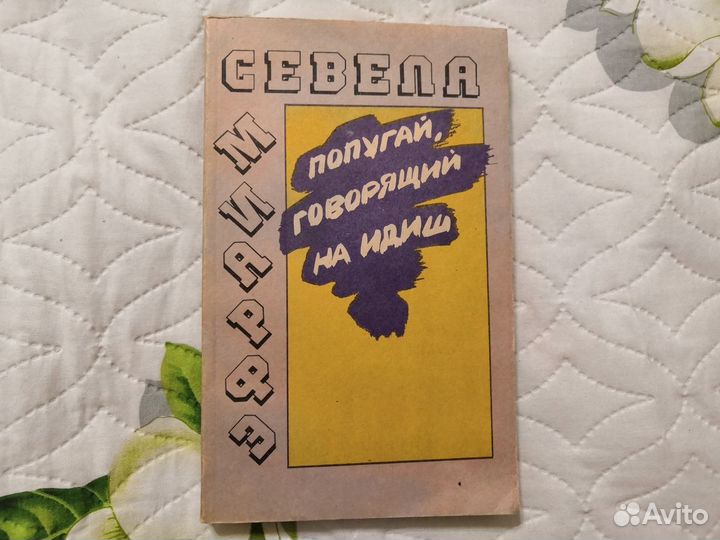 ЭФРАИМ
СЕВЕЛА
ПОПУГАЙ,
ГОВОРЯЩИЙ
НА ИДИШ
Avito